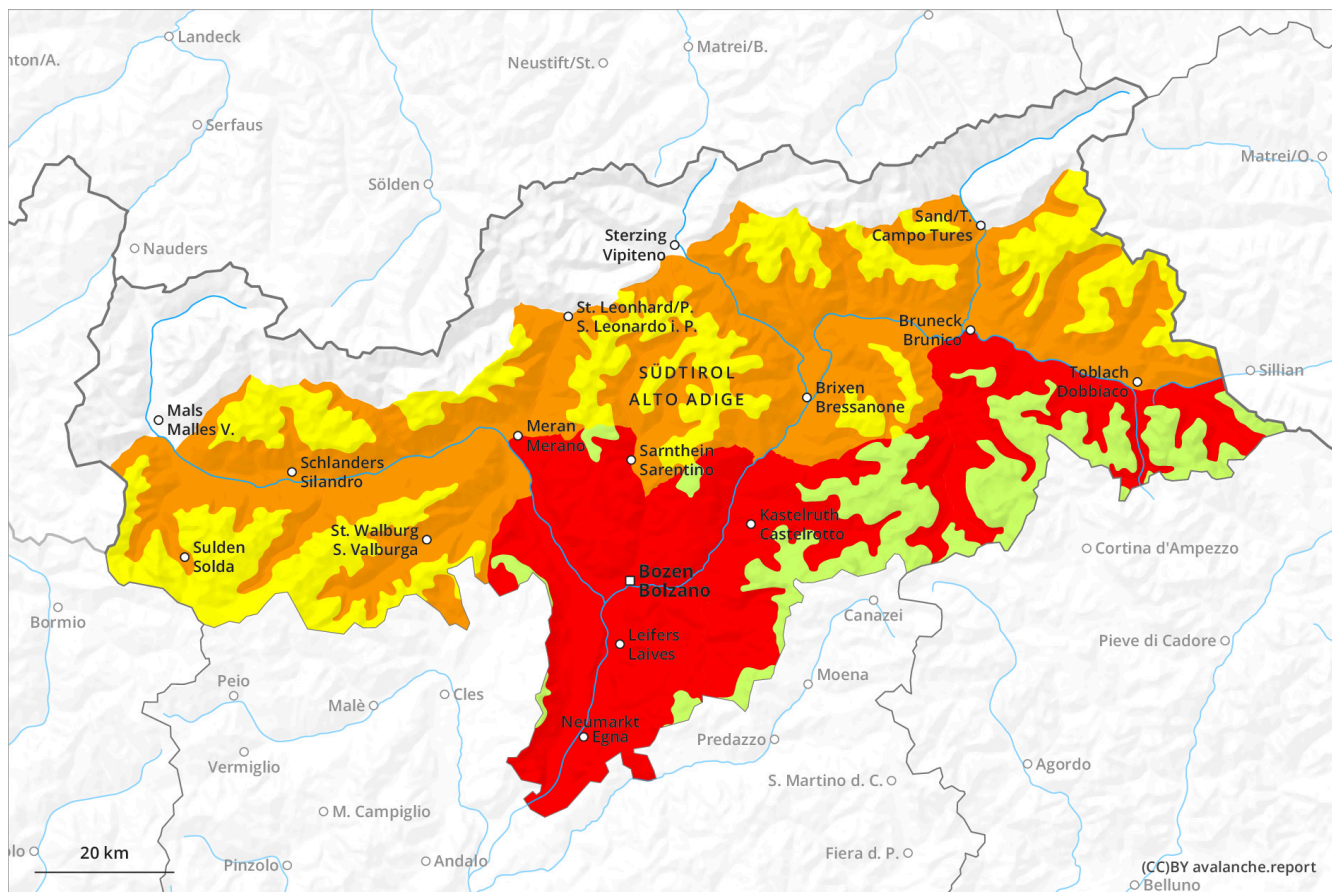 Landeck
Matrei/B.
nton/A.
Neustift/St.
Serfaus
Matrei/O.
Sölden
Sand/T.
Campo Tures
Nauders
Sterzing
Vipiteno
St. Leonhard/P.
S. Leonardo i. P.
Bruneck
Brunico
SÜDTIROL
ALTO ADIGE
Toblach
Dobbiaco
Sillian
Brixen
Bressanone
Mals
Malles V.
Meran
Merano
Sarnthein
Sarentino
Schlanders
Silandro
Kastelruth
Castelrotto
St. Walburg
S. Valburga
Sulden
Solda
Cortina d'Ampezzo
Bozen
Bolzano
Bormio
Canazei
Leifers
Laives
Pieve di Cadore
Peio
Moena
Malè
Cles
Neumarkt
Egna
Predazzo
Vermiglio
Agordo
S. Martino d. C.
M. Campiglio
20 km
olo
Pinzolo
Andalo
Fiera d. P.
(CC)BY avalanche.report
Belluno